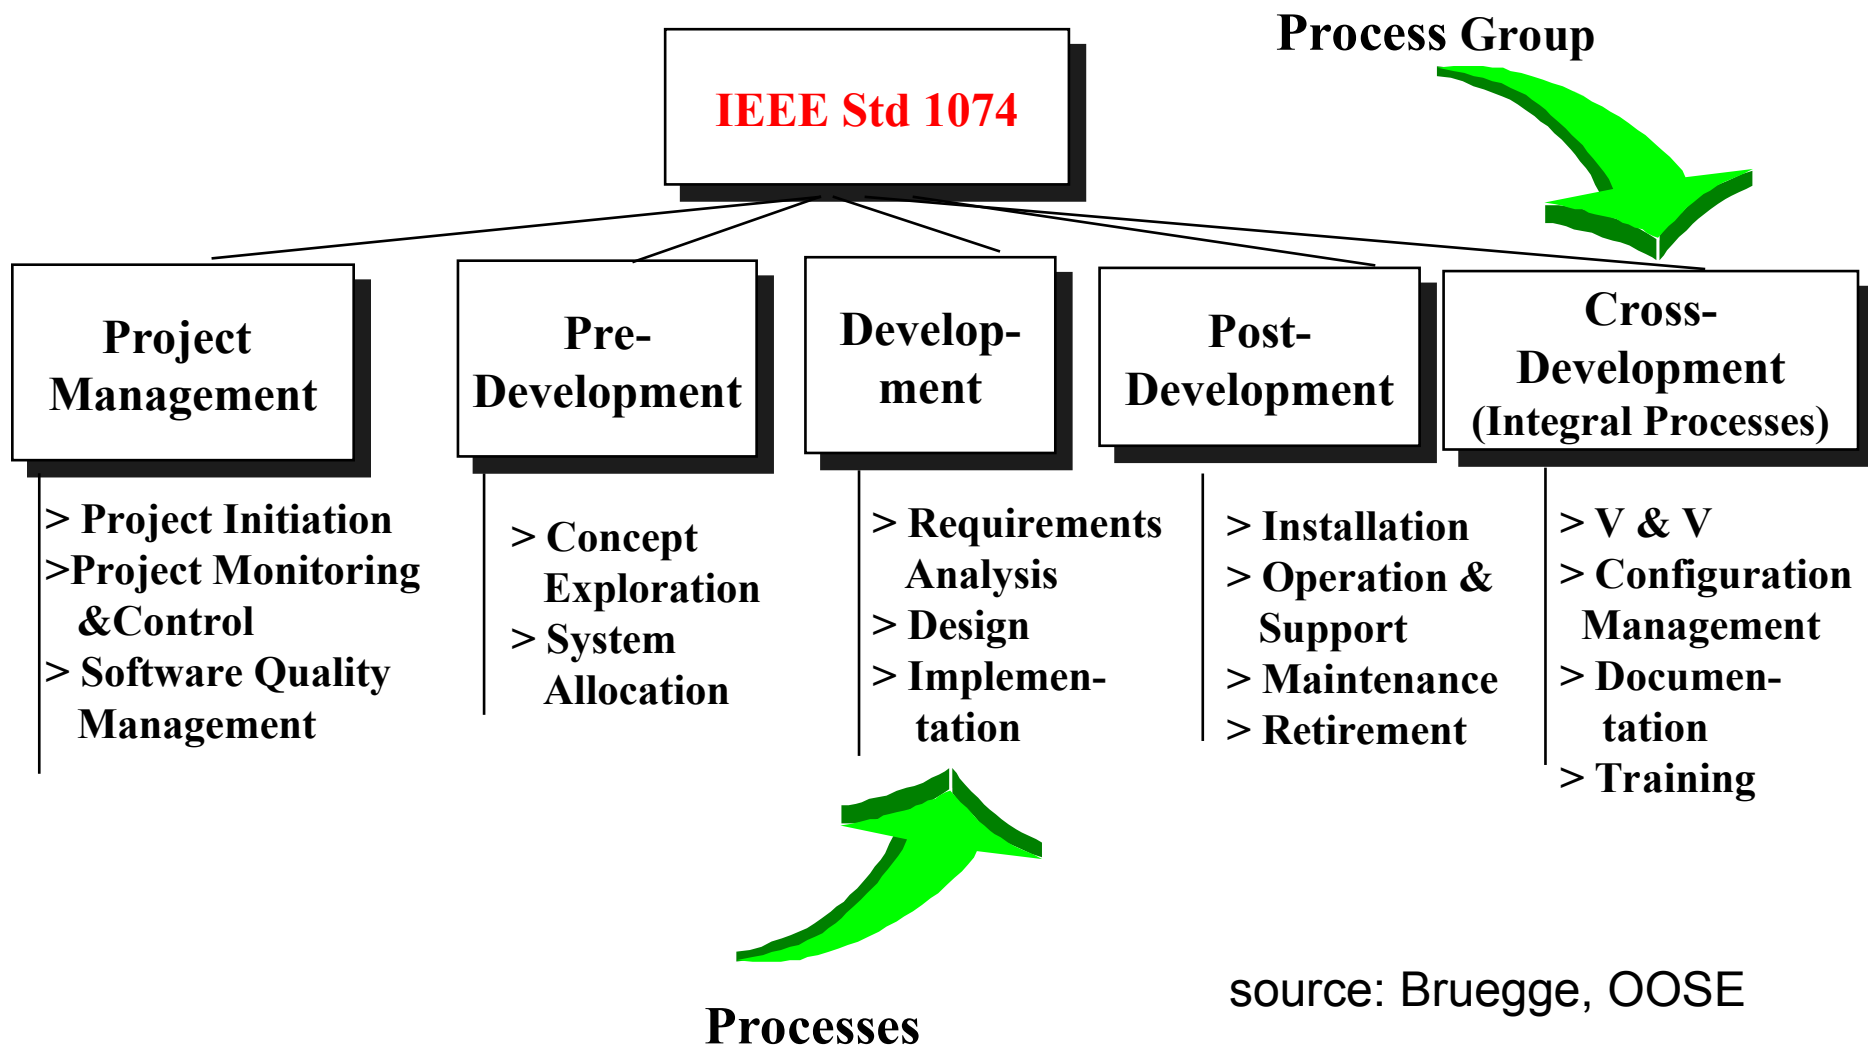 Process Group
IEEE Std 1074
Project
Management
Pre-
Development
Develop-
ment
Post-
Development
Cross-
Development
(Integral Processes)
> Project Initiation
>Project Monitoring
&Control
> Software Quality
Management
> Concept
Exploration
> System
Allocation
> Requirements
Analysis
> Design
> Implemen-
tation
> Installation
> Operation &
Support
> Maintenance
> Retirement
> V & V
> Configuration
Management
> Documen-
tation
> Training
Processes
source: Bruegge, OOSE